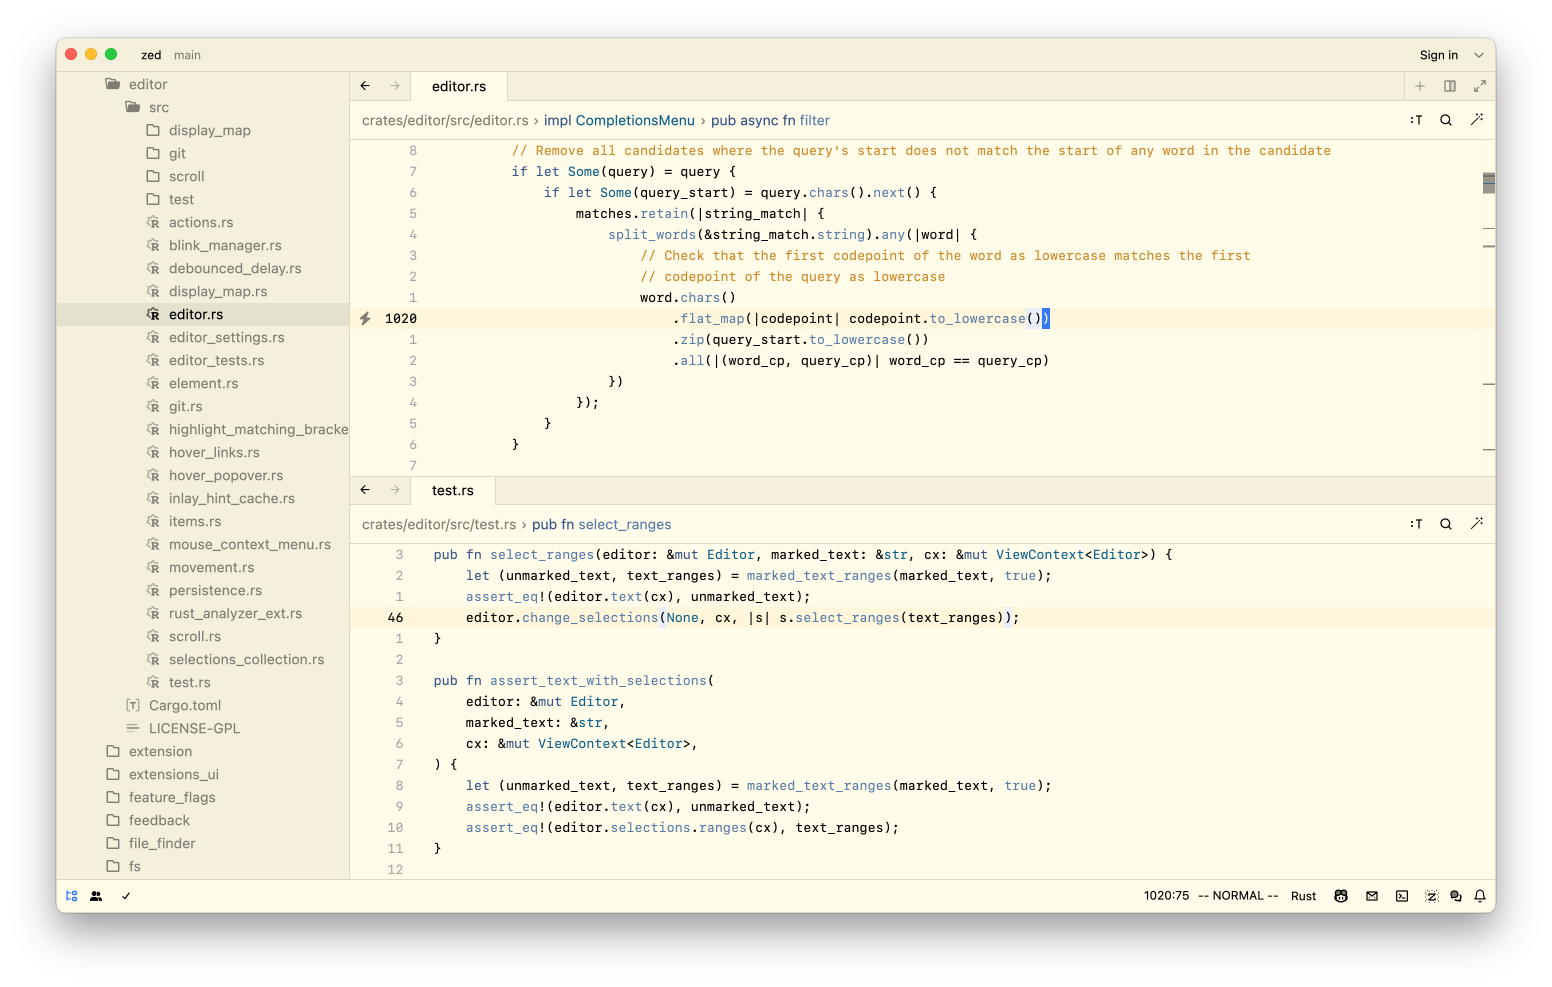 zed main
Sign in
editor
src
display_map
git
scroll
test
actions.rs
blink_manager.rs
debounced_delay.rs
display_map.rs
editor.rs
editor_settings.rs
editor_tests.rs
element.rs
git.rs
highlight_matching_bracke
hover_links.rs
hover_popover.rs
inlay_hint_cache.rs
items.rs
mouse_context_menu.rs
movement.rs
persistence.rs
rust_analyzer_ext.rs
scroll.rs
selections_collection.rs
test.rs
Cargo.toml
LICENSE-GPL
extension
extensions_ui
feature_flags
feedback
file_finder
fs
editor.rs
crates/editor/src/editor.rs › impl CompletionsMenu › pub async fn filter
:T
8 // Remove all candidates where the query's start does not match the start of any word in the candidate
7 if let Some(query) = query {
6 if let Some(query_start) = query.chars().next() {
5 matches.retain(|string_match| {
4 split_words(&string_match.string).any(|word| {
3 // Check that the first codepoint of the word as lowercase matches the first
2 // codepoint of the query as lowercase
1 word.chars()
1020 .flat_map(|codepoint| codepoint.to_lowercase())
1 .zip(query_start.to_lowercase())
2 .all(|(word_cp, query_cp)| word_cp == query_cp)
3 })
4 });
5 }
6 }
7
test.rs
crates/editor/src/test.rs › pub fn select_ranges
:T
3 pub fn select_ranges(editor: &mut Editor, marked_text: &str, cx: &mut ViewContext<Editor>) {
2 let (unmarked_text, text_ranges) = marked_text_ranges(marked_text, true);
1 assert_eq!(editor.text(cx), unmarked_text);
46 editor.change_selections(None, cx, |s| s.select_ranges(text_ranges));
1 }
2
3 pub fn assert_text_with_selections(
4 editor: &mut Editor,
5 marked_text: &str,
6 cx: &mut ViewContext<Editor>,
7 ) {
8 let (unmarked_text, text_ranges) = marked_text_ranges(marked_text, true);
9 assert_eq!(editor.text(cx), unmarked_text);
10 assert_eq!(editor.selections.ranges(cx), text_ranges);
11 }
12
1020:75 -- NORMAL -- Rust